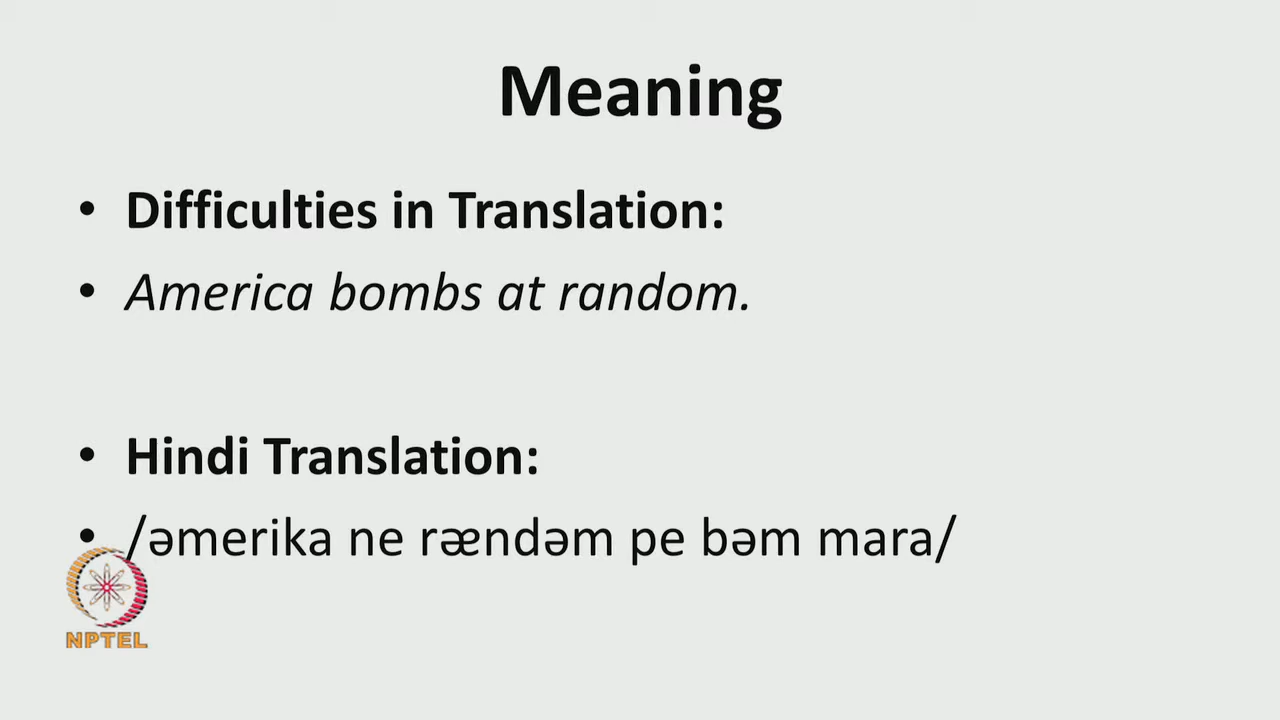 Meaning
• Difficulties in Translation:
• America bombs at random.
• Hindi Translation:
• /əmerika ne rændəm pe bəm mara/
NPTEL